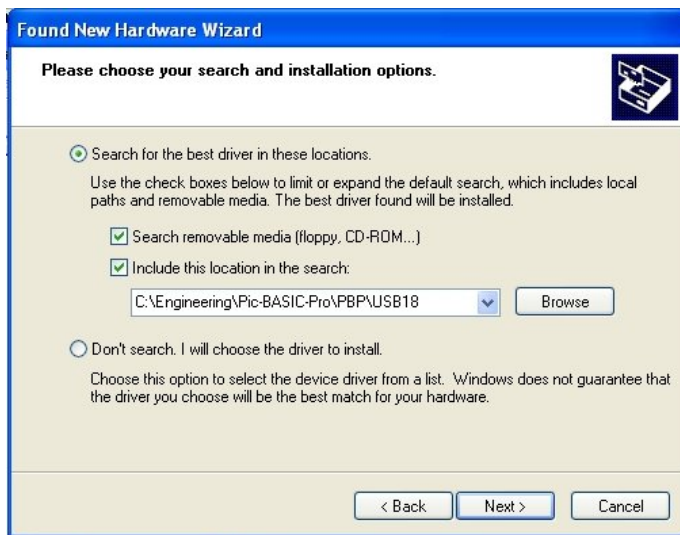 Found New Hardware Wizard
Please choose your search and installation options.
Search for the best driver in these locations.
Use the check boxes below to limit or expand the default search, which includes local
paths and removable media. The best driver found will be installed.
Search removable media (floppy, CD-ROM...)
Include this location in the search:
C:\Engineering\Pic-BASIC-Pro\PBP\USB18
Browse
Don't search. I will choose the driver to install.
Choose this option to select the device driver from a list. Windows does not guarantee that
the driver you choose will be the best match for your hardware.
< Back
Next >
Cancel